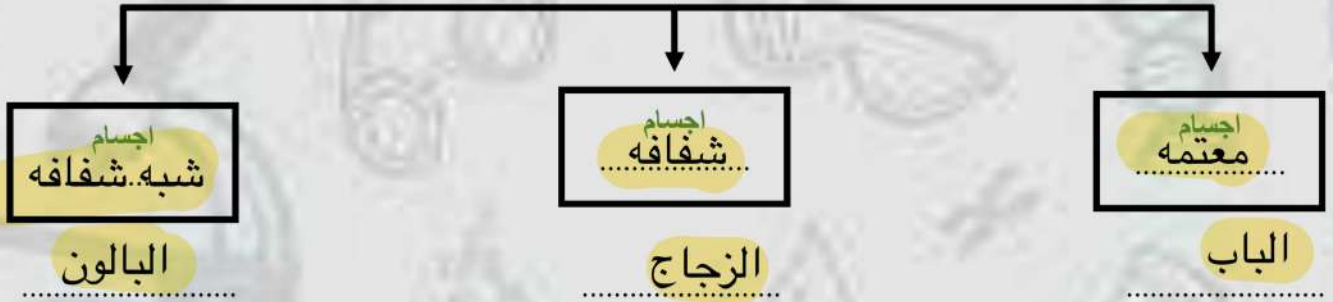 اجسام
معتمه
اجسام
شفافه
اجسام
شبه شفافه
الباب
الزجاج
البالون